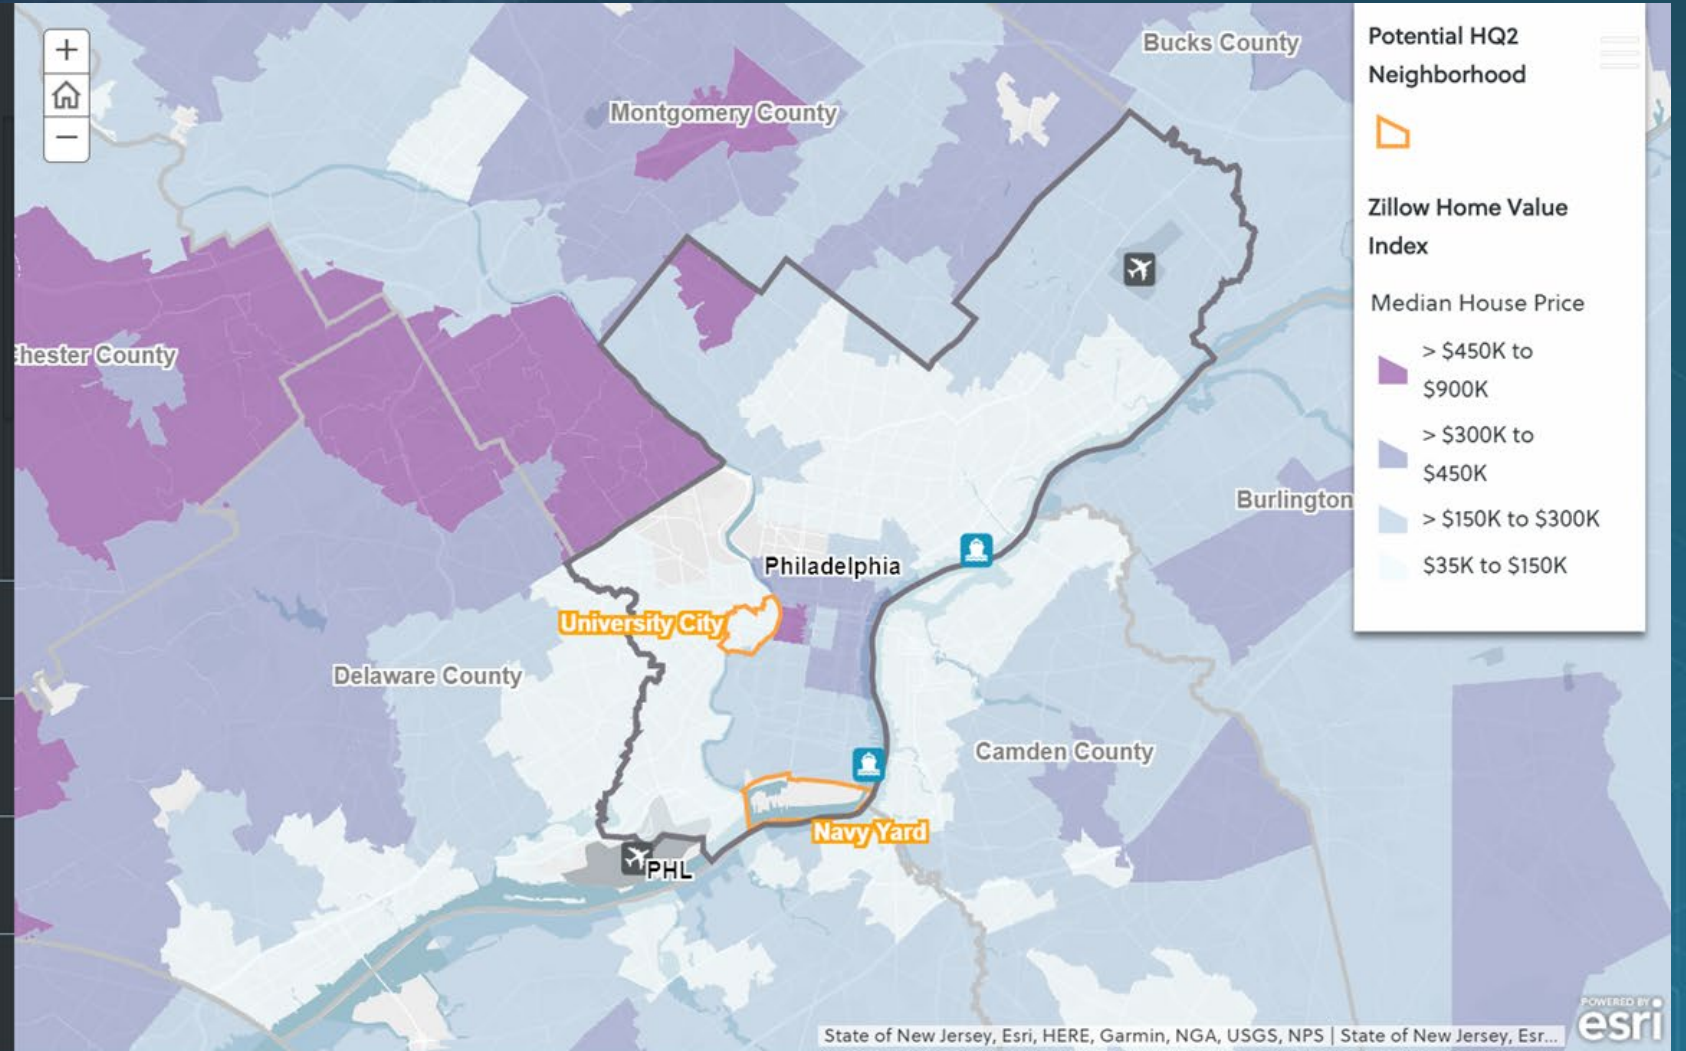 +
−
Bucks County
Montgomery County
Chester County
Philadelphia
University City
Delaware County
Burlington
Camden County
Navy Yard
PHL
Potential HQ2
Neighborhood
Zillow Home Value
Index
Median House Price
> $450K to
$900K
> $300K to
$450K
> $150K to $300K
$35K to $150K
State of New Jersey, Esri, HERE, Garmin, NGA, USGS, NPS | State of New Jersey, Esr...
POWERED BY
esri